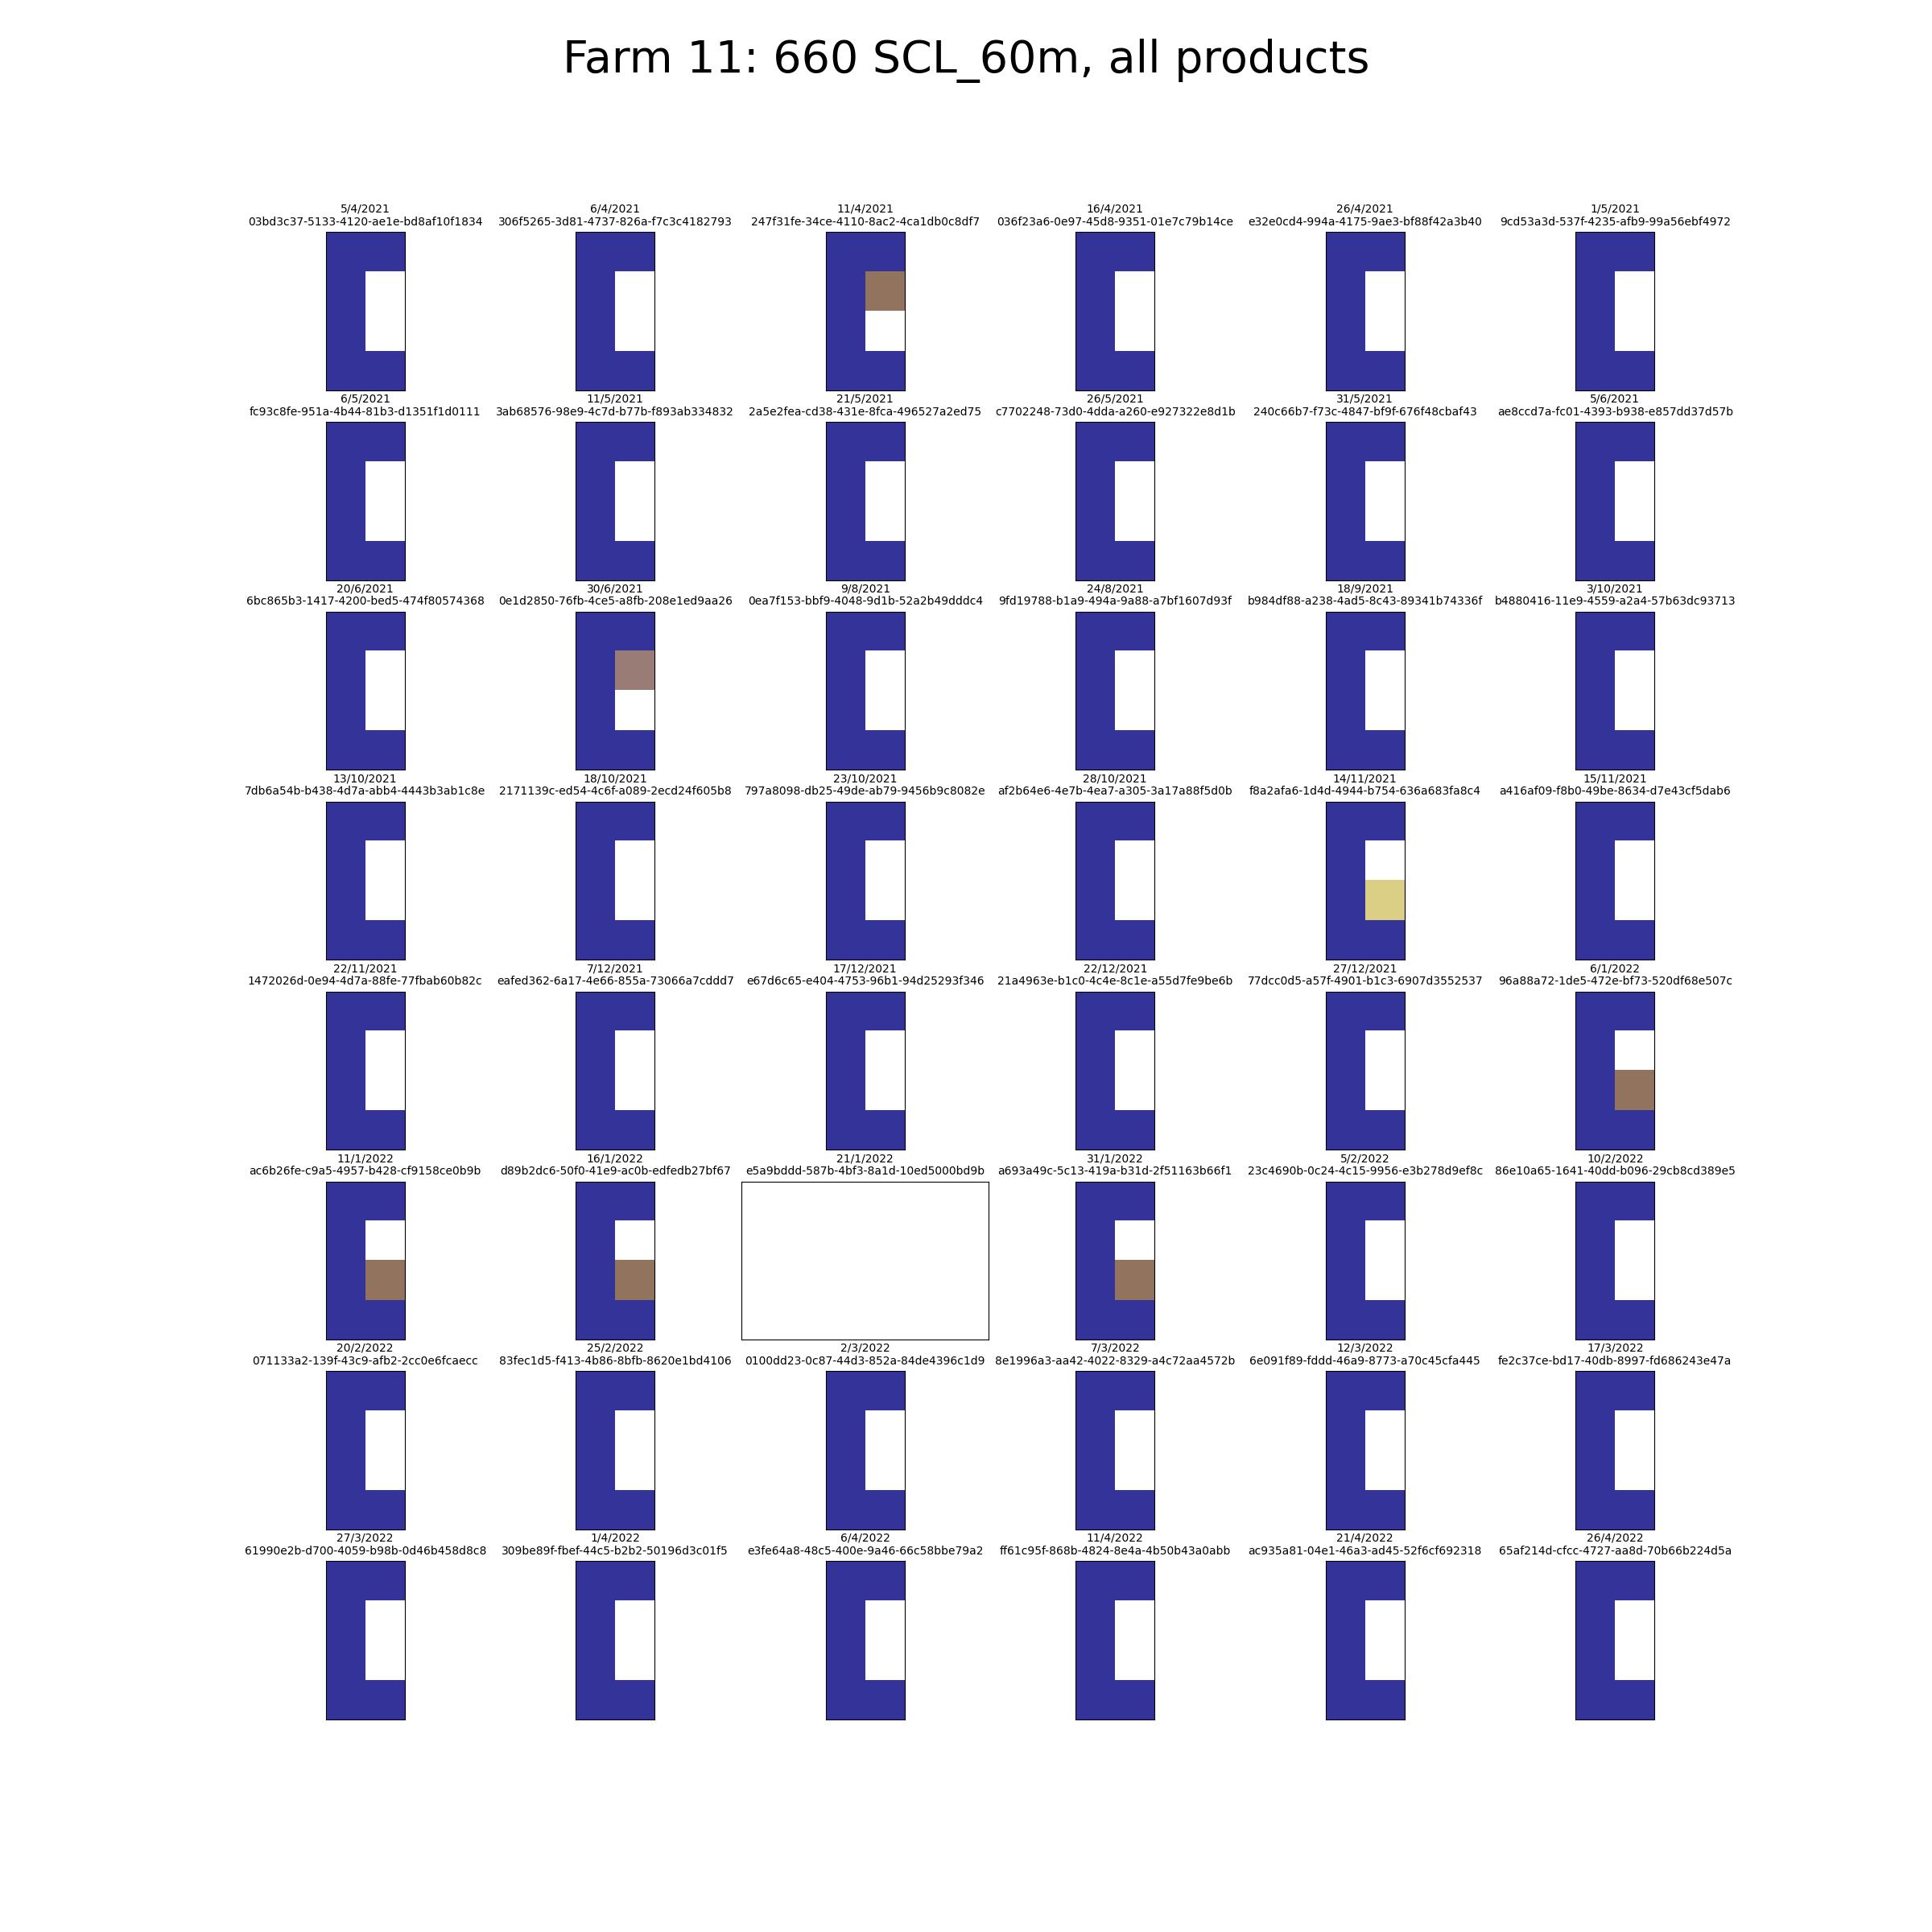 Farm 11: 660 SCL_60m, all products
5/4/2021
03bd3c37-5133-4120-ae1e-bd8af10f1834
6/4/2021
306f5265-3d81-4737-826a-f7c3c4182793
11/4/2021
247f31fe-34ce-4110-8ac2-4ca1db0c8df7
16/4/2021
036f23a6-0e97-45d8-9351-01e7c79b14ce
26/4/2021
e32e0cd4-994a-4175-9ae3-bf88f42a3b40
1/5/2021
9cd53a3d-537f-4235-afb9-99a56ebf4972
6/5/2021
fc93c8fe-951a-4b44-81b3-d1351f1d0111
11/5/2021
3ab68576-98e9-4c7d-b77b-f893ab334832
21/5/2021
2a5e2fea-cd38-431e-8fca-496527a2ed75
26/5/2021
c7702248-73d0-4dda-a260-e927322e8d1b
31/5/2021
240c66b7-f73c-4847-bf9f-676f48cbaf43
5/6/2021
ae8ccd7a-fc01-4393-b938-e857dd37d57b
20/6/2021
6bc865b3-1417-4200-bed5-474f80574368
30/6/2021
0e1d2850-76fb-4ce5-a8fb-208e1ed9aa26
9/8/2021
0ea7f153-bbf9-4048-9d1b-52a2b49dddc4
24/8/2021
9fd19788-b1a9-494a-9a88-a7bf1607d93f
18/9/2021
b984df88-a238-4ad5-8c43-89341b74336f
3/10/2021
b4880416-11e9-4559-a2a4-57b63dc93713
13/10/2021
7db6a54b-b438-4d7a-abb4-4443b3ab1c8e
18/10/2021
2171139c-ed54-4c6f-a089-2ecd24f605b8
23/10/2021
797a8098-db25-49de-ab79-9456b9c8082e
28/10/2021
af2b64e6-4e7b-4ea7-a305-3a17a88f5d0b
14/11/2021
f8a2afa6-1d4d-4944-b754-636a683fa8c4
15/11/2021
a416af09-f8b0-49be-8634-d7e43cf5dab6
22/11/2021
1472026d-0e94-4d7a-88fe-77fbab60b82c
7/12/2021
eafed362-6a17-4e66-855a-73066a7cddd7
17/12/2021
e67d6c65-e404-4753-96b1-94d25293f346
22/12/2021
21a4963e-b1c0-4c4e-8c1e-a55d7fe9be6b
27/12/2021
77dcc0d5-a57f-4901-b1c3-6907d3552537
6/1/2022
96a88a72-1de5-472e-bf73-520df68e507c
11/1/2022
ac6b26fe-c9a5-4957-b428-cf9158ce0b9b
16/1/2022
d89b2dc6-50f0-41e9-ac0b-edfedb27bf67
21/1/2022
e5a9bddd-587b-4bf3-8a1d-10ed5000bd9b
31/1/2022
a693a49c-5c13-419a-b31d-2f51163b66f1
5/2/2022
23c4690b-0c24-4c15-9956-e3b278d9ef8c
10/2/2022
86e10a65-1641-40dd-b096-29cb8cd389e5
20/2/2022
071133a2-139f-43c9-afb2-2cc0e6fcaecc
25/2/2022
83fec1d5-f413-4b86-8bfb-8620e1bd4106
2/3/2022
0100dd23-0c87-44d3-852a-84de4396c1d9
7/3/2022
8e1996a3-aa42-4022-8329-a4c72aa4572b
12/3/2022
6e091f89-fddd-46a9-8773-a70c45cfa445
17/3/2022
fe2c37ce-bd17-40db-8997-fd686243e47a
27/3/2022
61990e2b-d700-4059-b98b-0d46b458d8c8
1/4/2022
309be89f-fbef-44c5-b2b2-50196d3c01f5
6/4/2022
e3fe64a8-48c5-400e-9a46-66c58bbe79a2
11/4/2022
ff61c95f-868b-4824-8e4a-4b50b43a0abb
21/4/2022
ac935a81-04e1-46a3-ad45-52f6cf692318
26/4/2022
65af214d-cfcc-4727-aa8d-70b66b224d5a